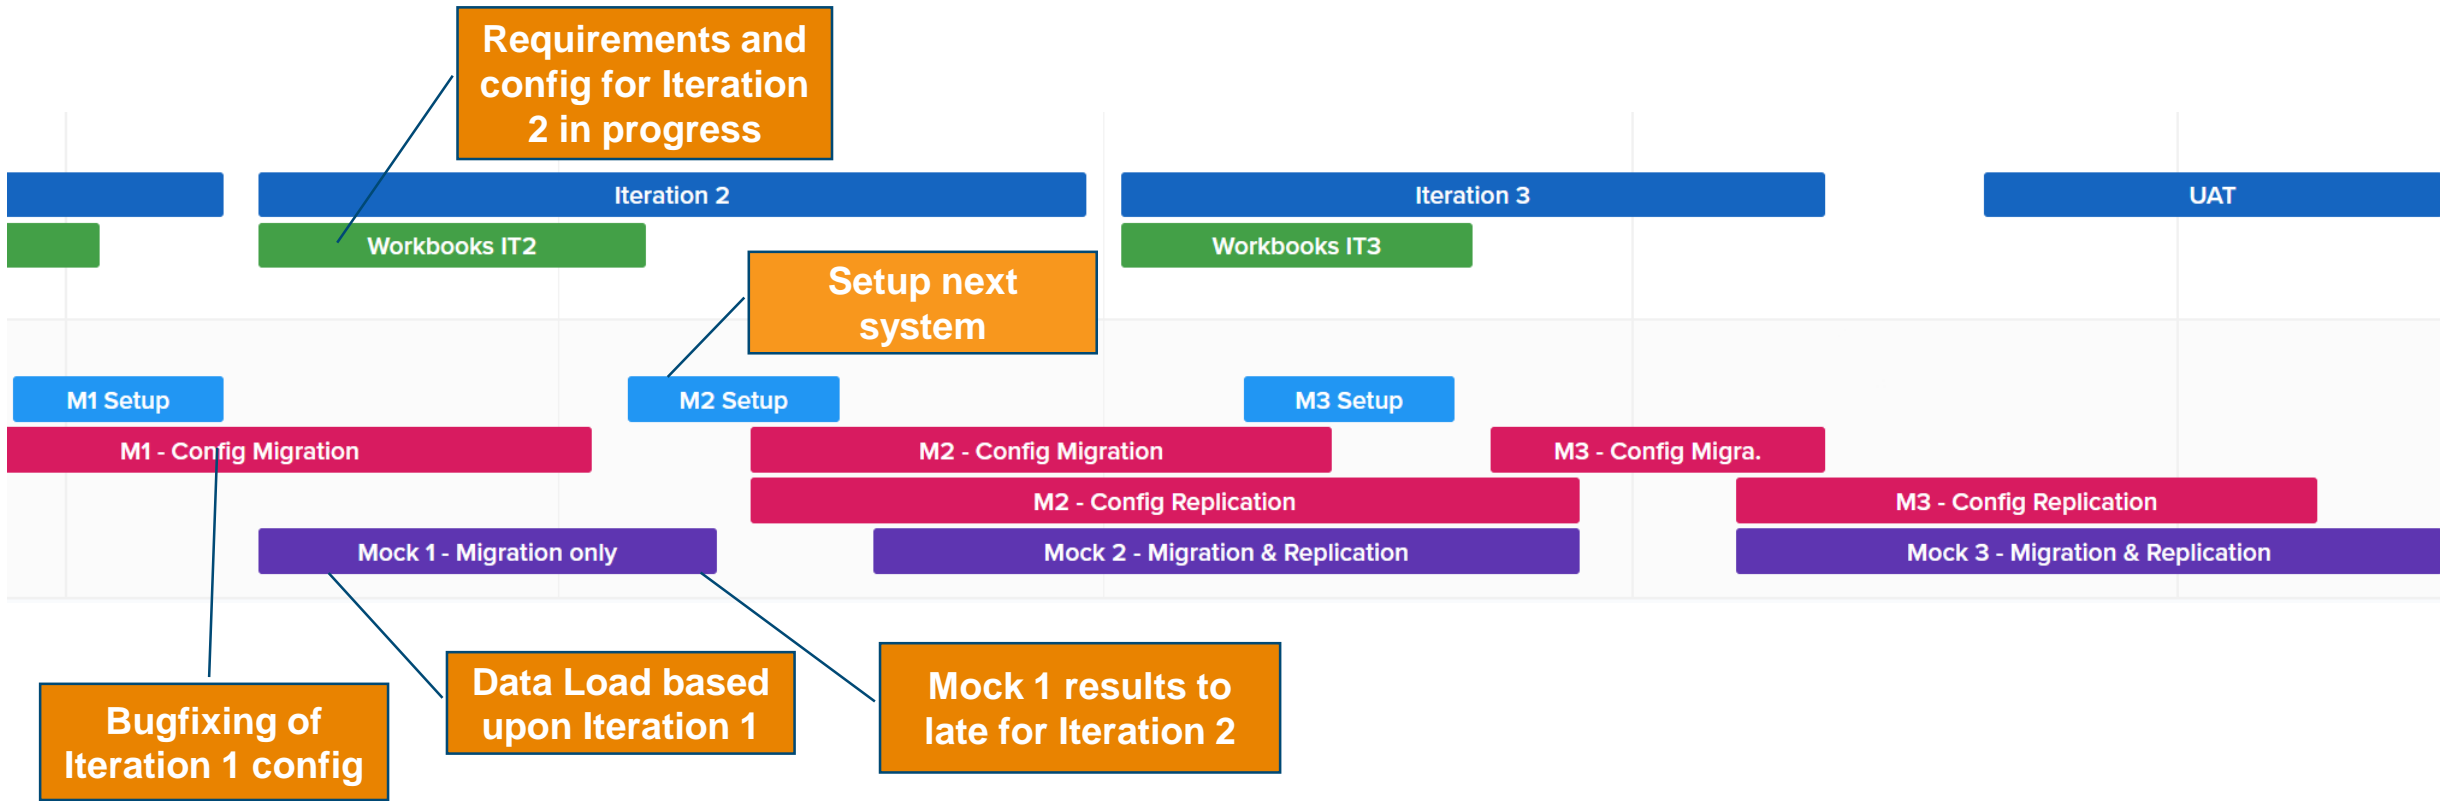 Requirements and
config for Iteration
2 in progress
Iteration 2
Iteration 3
UAT
Workbooks IT2
Workbooks IT3
Setup next
system
M1 Setup
M2 Setup
M3 Setup
M1 - Config Migration
M2 - Config Migration
M3 - Config Migra.
M2 - Config Replication
M3 - Config Replication
Mock 1 - Migration only
Mock 2 - Migration & Replication
Mock 3 - Migration & Replication
Bugfixing of
Iteration 1 config
Data Load based
upon Iteration 1
Mock 1 results to
late for Iteration 2